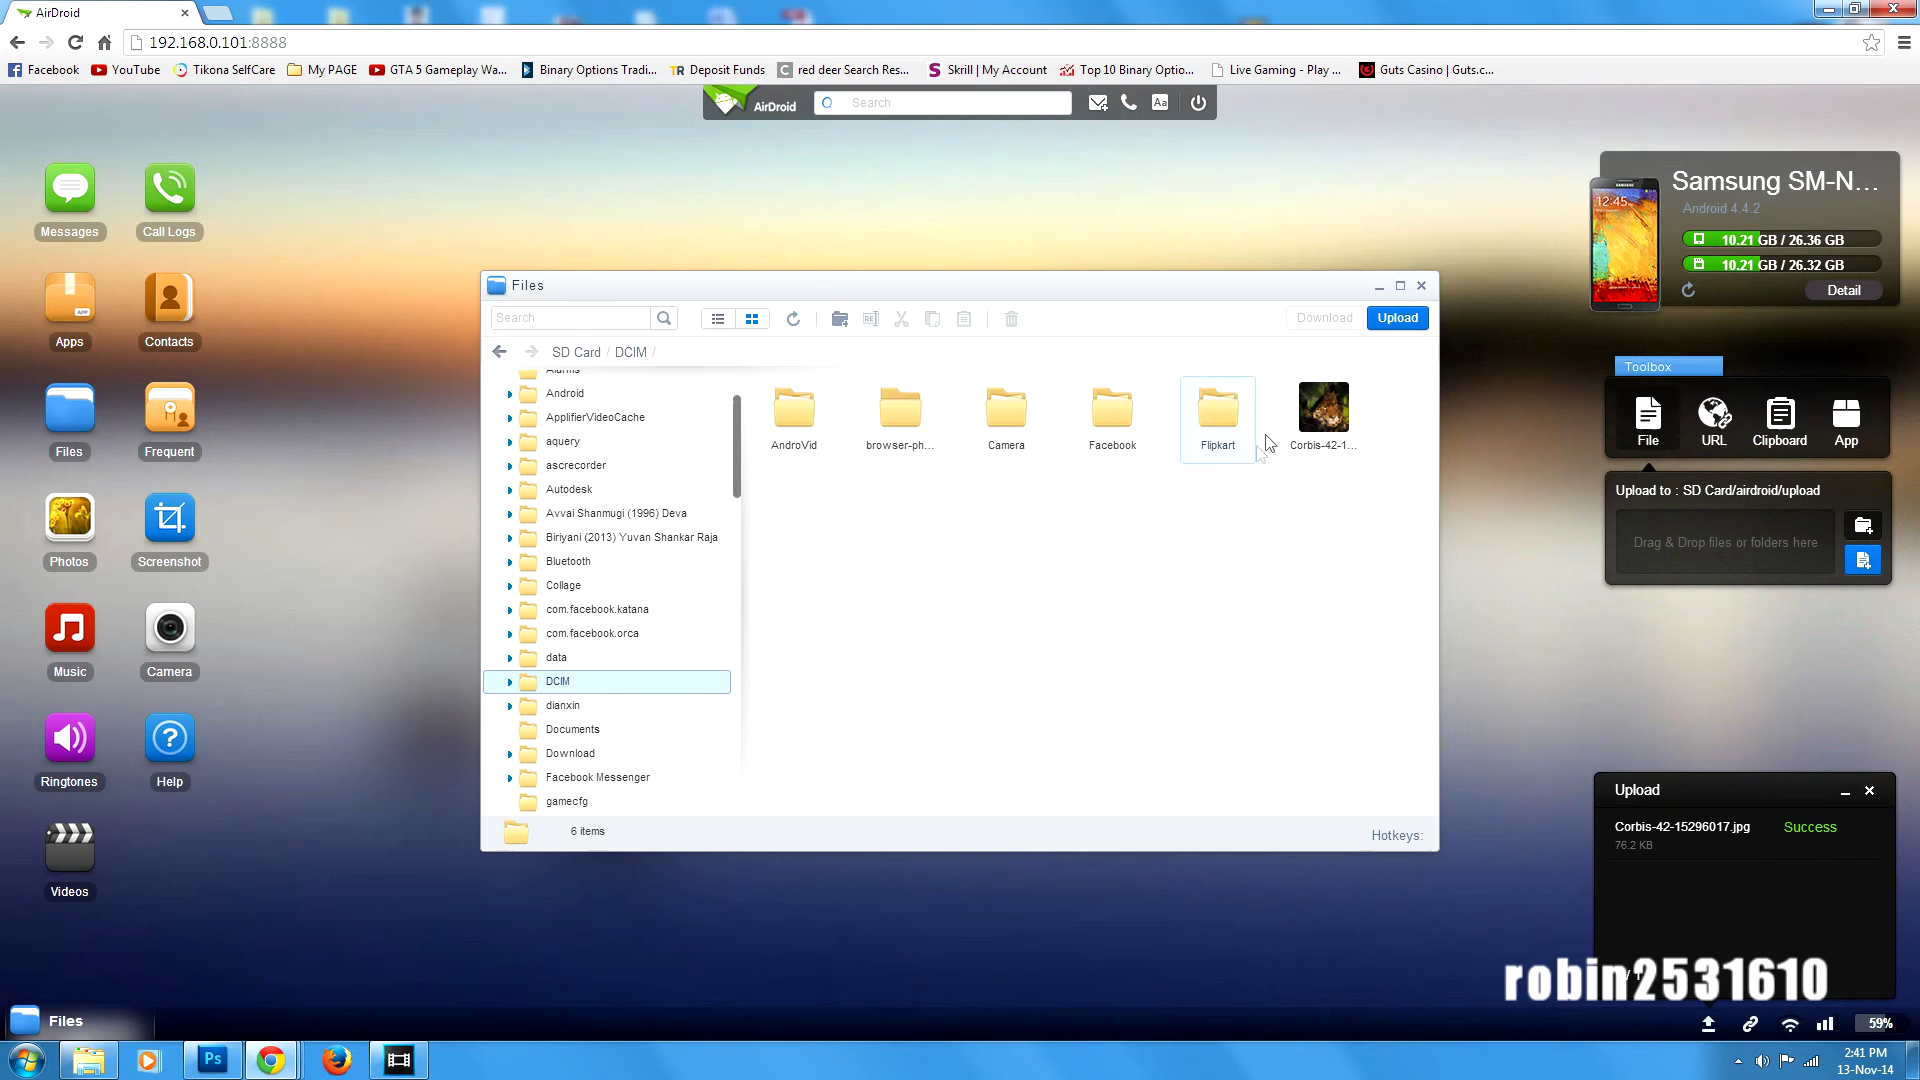 AirDroid
192.168.0.101:8888
Facebook
YouTube
Tikona SelfCare
My PAGE
GTA 5 Gameplay Wa...
Binary Options Tradi...
Deposit Funds
red deer Search Res...
Skrill | My Account
Top 10 Binary Optio...
Live Gaming - Play ...
Guts Casino | Guts.c...
AirDroid
Search
Aa
Messages
Call Logs
Apps
Contacts
Files
Frequent
Photos
Screenshot
Music
Camera
Ringtones
Help
Videos
Files
Search
Download
Upload
SD Card / DCIM /
Alarms
Android
ApplifierVideoCache
aquery
ascrecorder
Autodesk
Avvai Shanmugi (1996) Deva
Biriyani (2013) Yuvan Shankar Raja
Bluetooth
Collage
com.facebook.katana
com.facebook.orca
data
DCIM
dianxin
Documents
Download
Facebook Messenger
gamecfg
AndroVid
browser-ph...
Camera
Facebook
Flipkart
Corbis-42-1...
6 items
Hotkeys:
Samsung SM-N...
Android 4.4.2
12:45
10.21 GB / 26.36 GB
10.21 GB / 26.32 GB
Detail
Toolbox
File
URL
Clipboard
App
Upload to : SD Card/airdroid/upload
Drag & Drop files or folders here
Upload
Corbis-42-15296017.jpg
Success
76.2 KB
robin2531610
Files
59%
Ps
2:41 PM
13-Nov-14